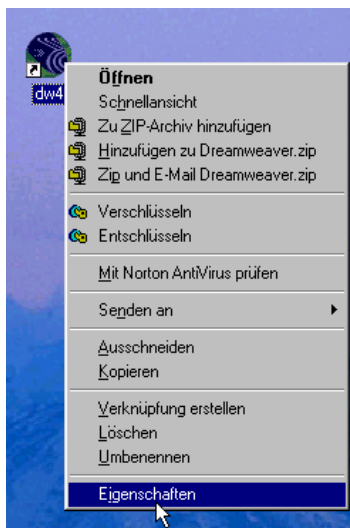 dw4
Öffnen
Schnellansicht
Zu ZIP-Archiv hinzufügen
Hinzufügen zu Dreamweaver.zip
Zip und E-Mail Dreamweaver.zip
Verschlüsseln
Entschlüsseln
Mit Norton AntiVirus prüfen
Senden an
Ausschneiden
Kopieren
Verknüpfung erstellen
Löschen
Umbenennen
Eigenschaften